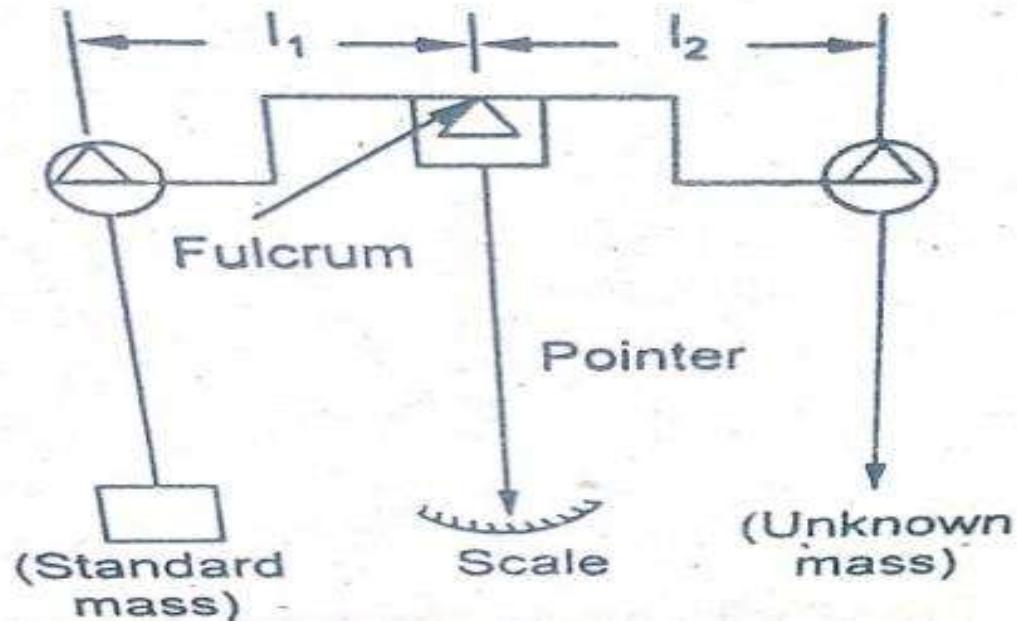 l₁
l₂
Fulcrum
Pointer
(Standard
mass)
Scale
(Unknown
mass)